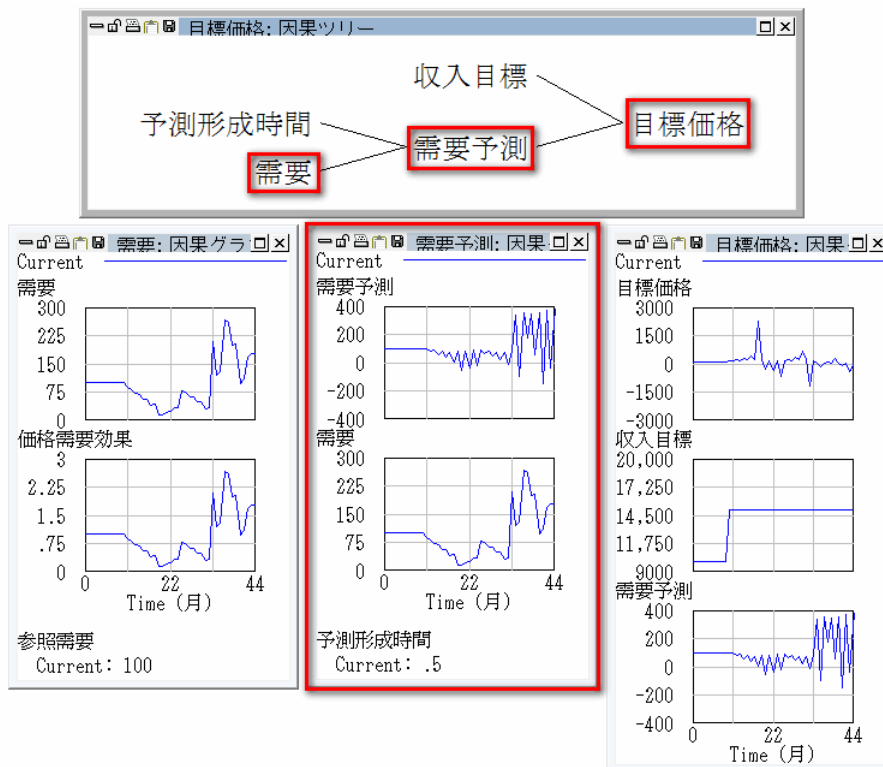 目標価格: 因果ツリー
収入目標
予測形成時間
目標価格
需要予測
需要
需要: 因果グラフ
Current
需要
300
225
150
75
0
価格需要効果
3
2.25
1.5
.75
0
0 22 44
Time (月)
参照需要
Current: 100
需要予測: 因果
Current
需要予測
400
200
0
-200
-400
需要
300
225
150
75
0
0 22 44
Time (月)
予測形成時間
Current: .5
目標価格: 因果
Current
目標価格
3000
1500
0
-1500
-3000
収入目標
20,000
17,250
14,500
11,750
9000
需要予測
400
200
0
-200
-400
0 22 44
Time (月)